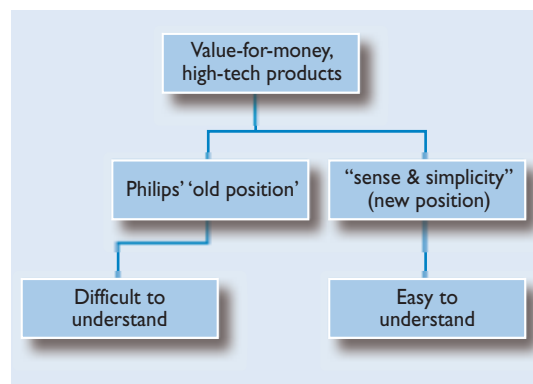 Value-for-money,
high-tech products
Philips’ ‘old position’
“sense & simplicity”
(new position)
Difficult to
understand
Easy to
understand